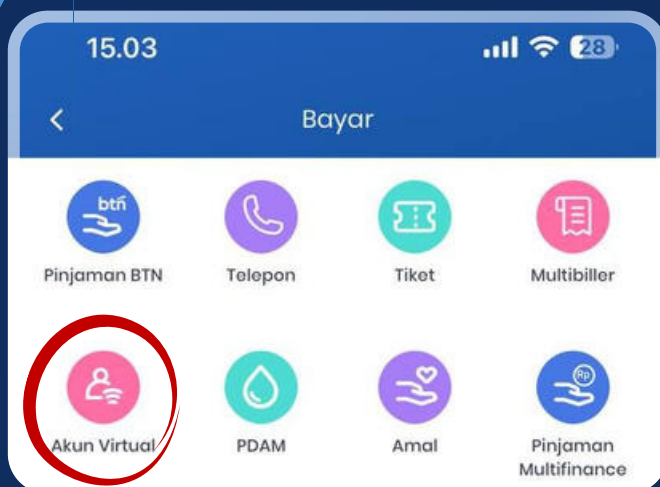 15.03
28
Bayar
btn
Rp
Pinjaman BTN
Telepon
Tiket
Multibiller
Akun Virtual
PDAM
Amal
Pinjaman
Multifinance